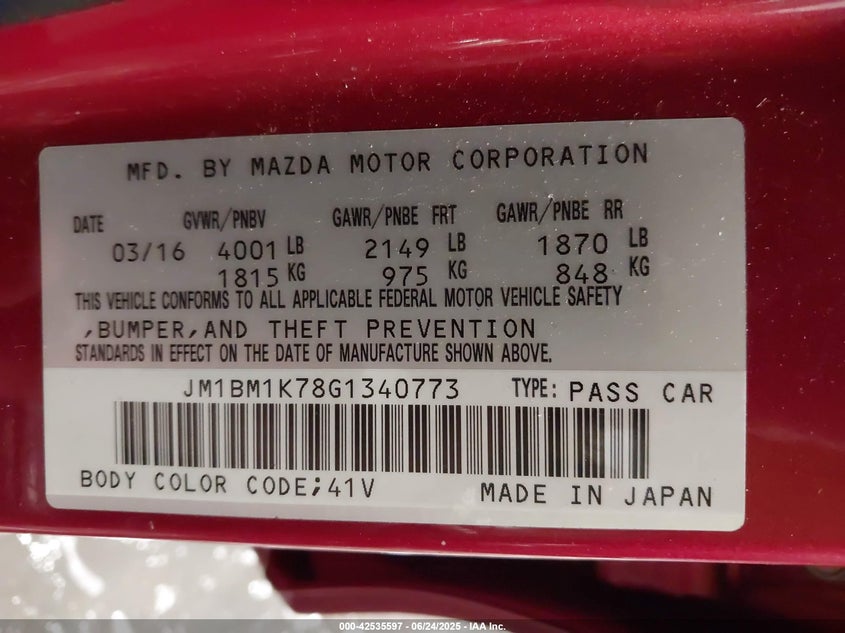 MFD. BY MAZDA MOTOR CORPORATION
DATE GVWR/PNBV GAWR/PNBE FRT GAWR/PNBE RR
03/16 4001 LB 2149 LB 1870 LB
1815 KG 975 KG 848 KG
THIS VEHICLE CONFORMS TO ALL APPLICABLE FEDERAL MOTOR VEHICLE SAFETY
,BUMPER,AND THEFT PREVENTION
STANDARDS IN EFFECT ON THE DATE OF MANUFACTURE SHOWN ABOVE.
JM1BM1K78G1340773 TYPE: PASS CAR
BODY COLOR CODE;41V MADE IN JAPAN
000-42535597 - 06/24/2025 - IAA Inc.